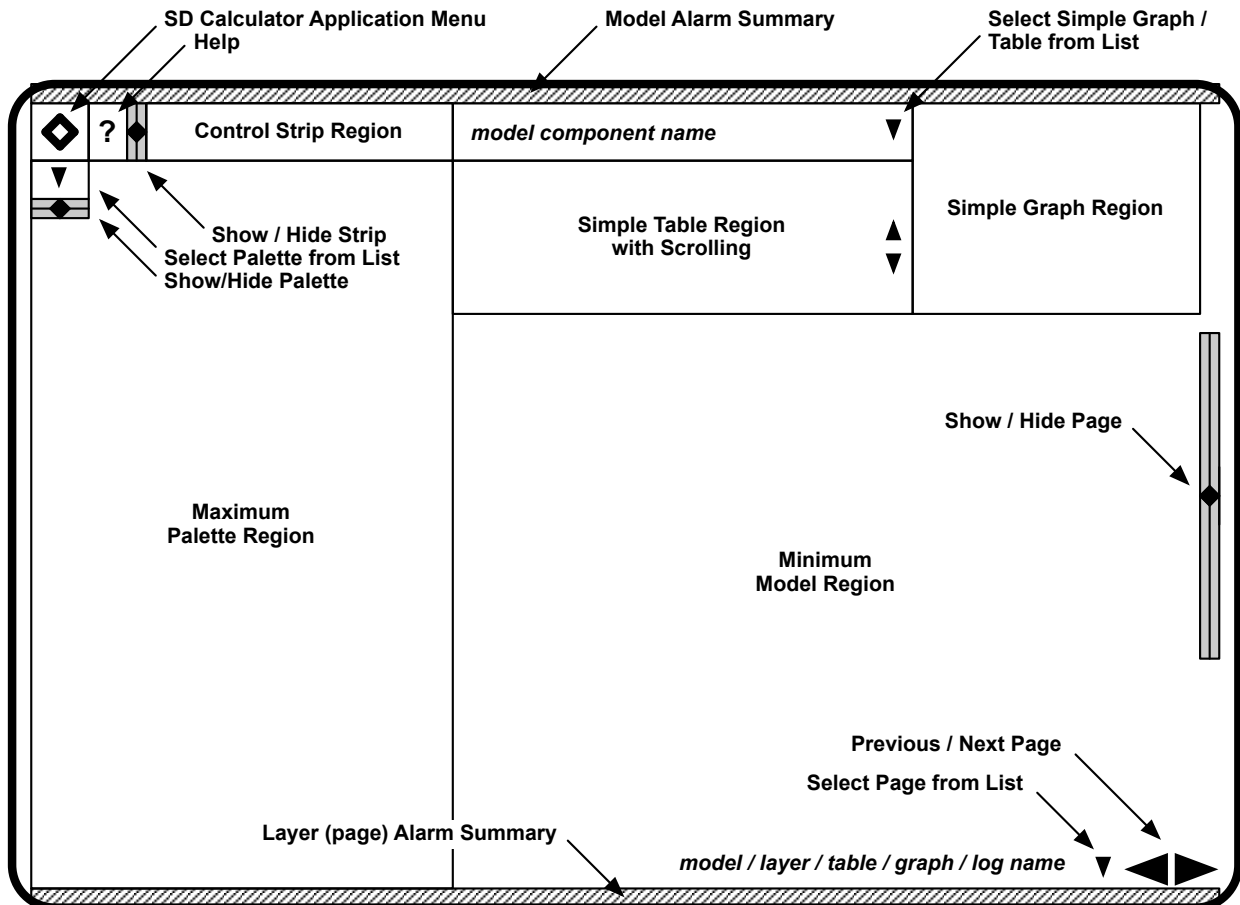 SD Calculator Application Menu
Help
Model Alarm Summary
Select Simple Graph /
Table from List
?
Control Strip Region
model component name
Simple Table Region
with Scrolling
Simple Graph Region
Show / Hide Strip
Select Palette from List
Show/Hide Palette
Show / Hide Page
Maximum
Palette Region
Minimum
Model Region
Previous / Next Page
Select Page from List
Layer (page) Alarm Summary
model / layer / table / graph / log name